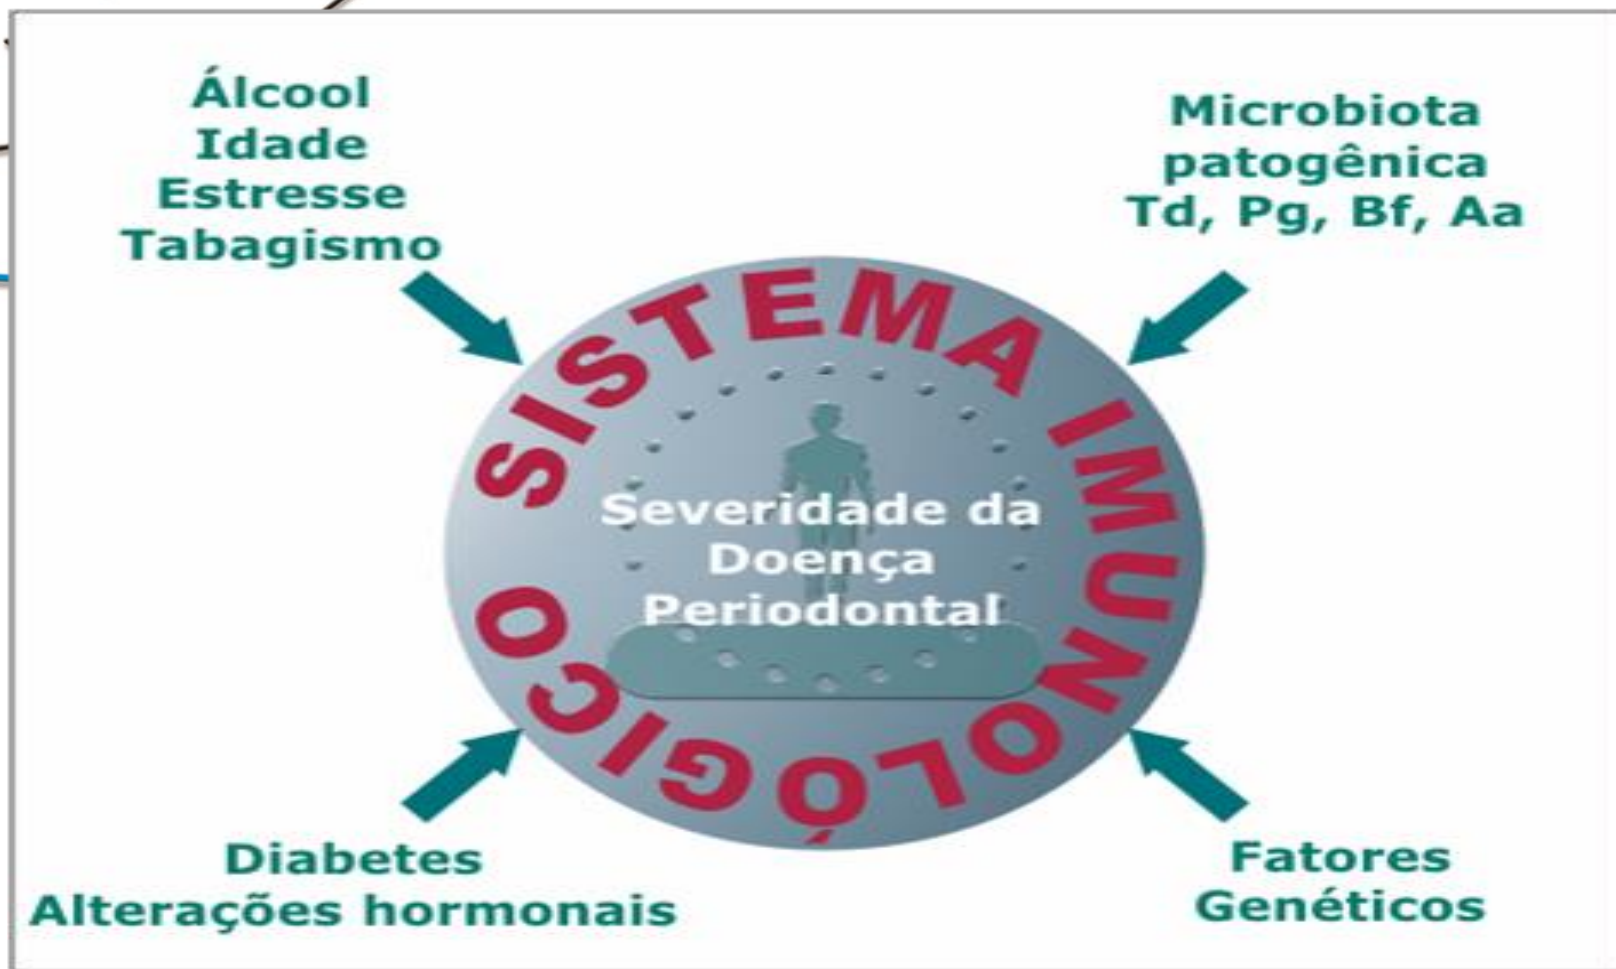 Álcool
Idade
Estresse
Tabagismo
Microbiota
patogênica
Td, Pg, Bf, Aa
SISTEMA IMUNOLÓGICO
Severidade da
Doença
Periodontal
Diabetes
Alterações hormonais
Fatores
Genéticos